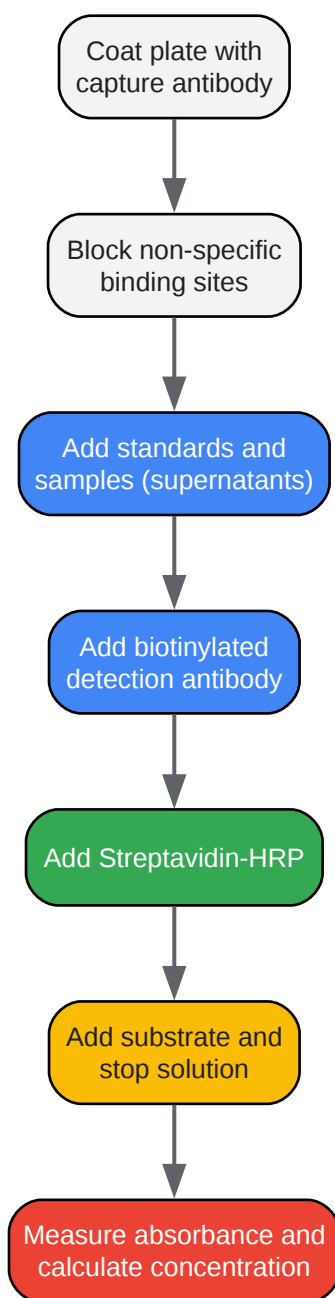 Coat plate with
capture antibody
Block non-specific
binding sites
Add standards and
samples (supernatants)
Add biotinylated
detection antibody
Add Streptavidin-HRP
Add substrate and
stop solution
Measure absorbance and
calculate concentration